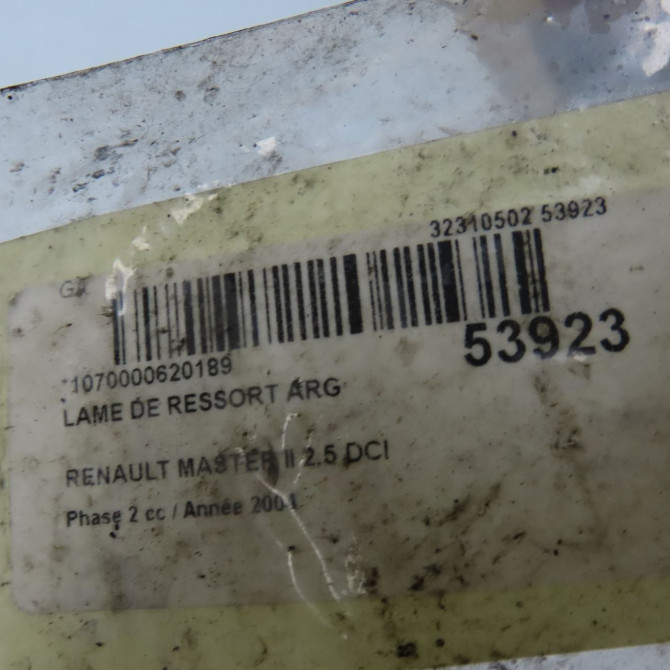 32310502 53923
53923
*1070000620189
LAME DE RESSORT ARG
RENAULT MASTER II 2.5 DCI
Phase 2 cc / Année 2004